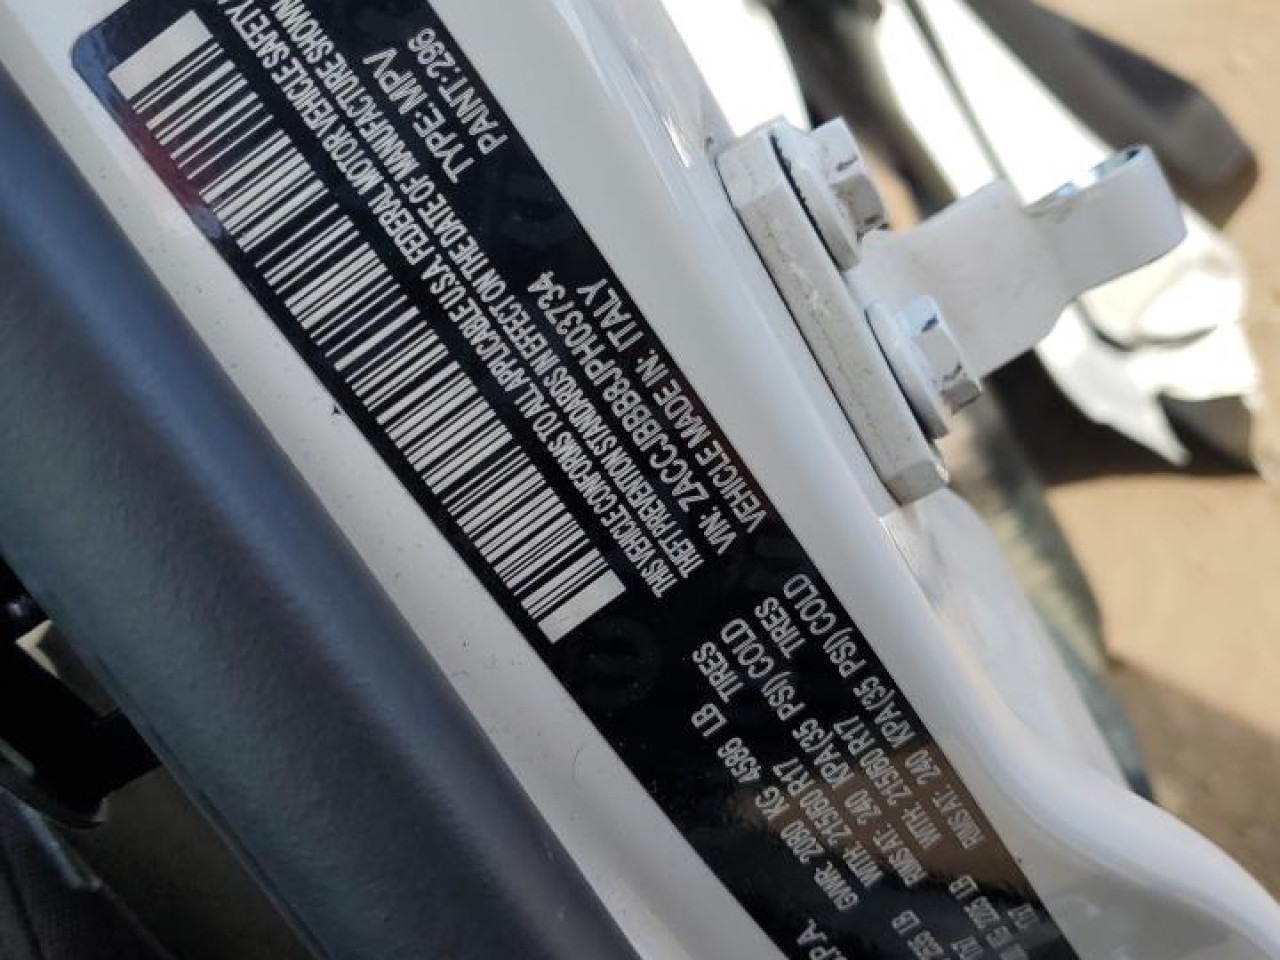 GVWR: 2080 KG 4586 LB TIRES
WITH: 215/60 R17
RIMS AT: 240 KPA (35 PSI) COLD
TIRES
WITH: 215/60 R17
RIMS AT: 240 KPA (35 PSI) COLD
THIS VEHICLE CONFORMS TO ALL APPLICABLE U.S.A FEDERAL MOTOR VEHICLE SAFETY
THEFT PREVENTION STANDARDS IN EFFECT ON THE DATE OF MANUFACTURE SHOWN
VIN: ZACCJBBB8JPH03734 TYPE: MPV
VEHICLE MADE IN: ITALY PAINT: 296